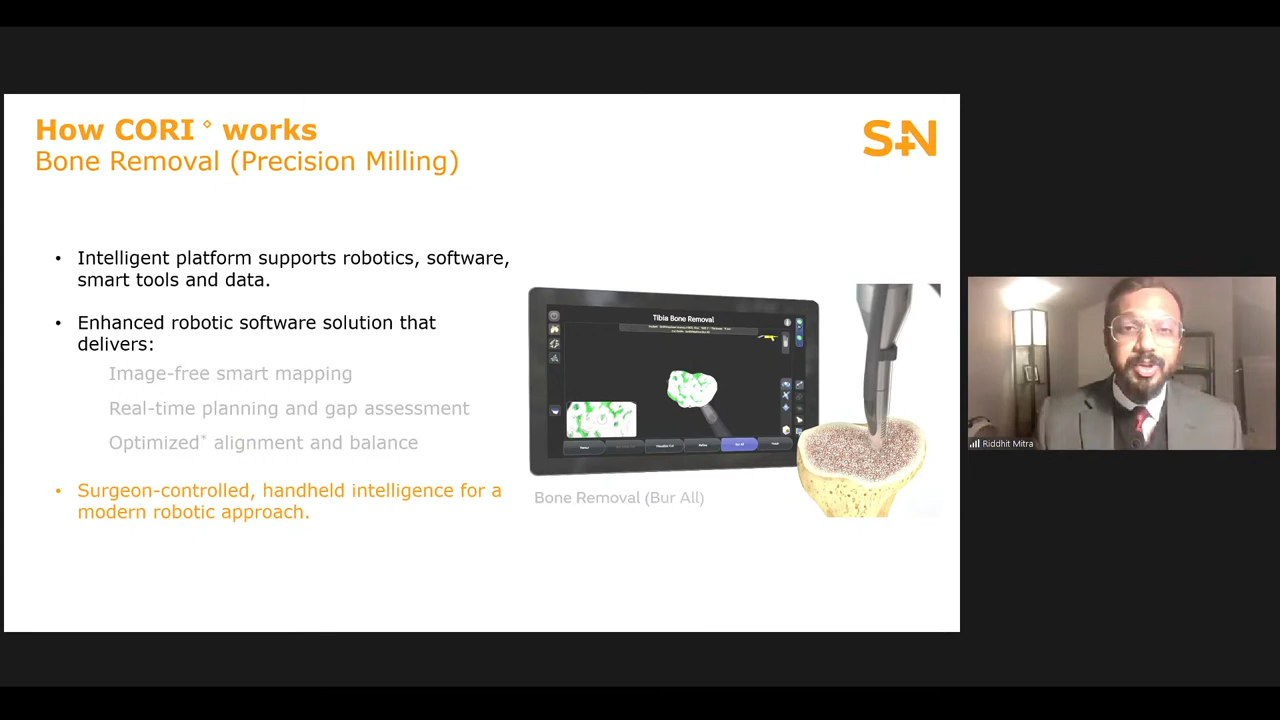 How CORI◇ works
Bone Removal (Precision Milling)
S+N
• Intelligent platform supports robotics, software,
smart tools and data.
• Enhanced robotic software solution that
delivers:
Image-free smart mapping
Real-time planning and gap assessment
Optimized* alignment and balance
• Surgeon-controlled, handheld intelligence for a
modern robotic approach.
Tibia Bone Removal
Bone Removal (Bur All)
Riddhit Mitra